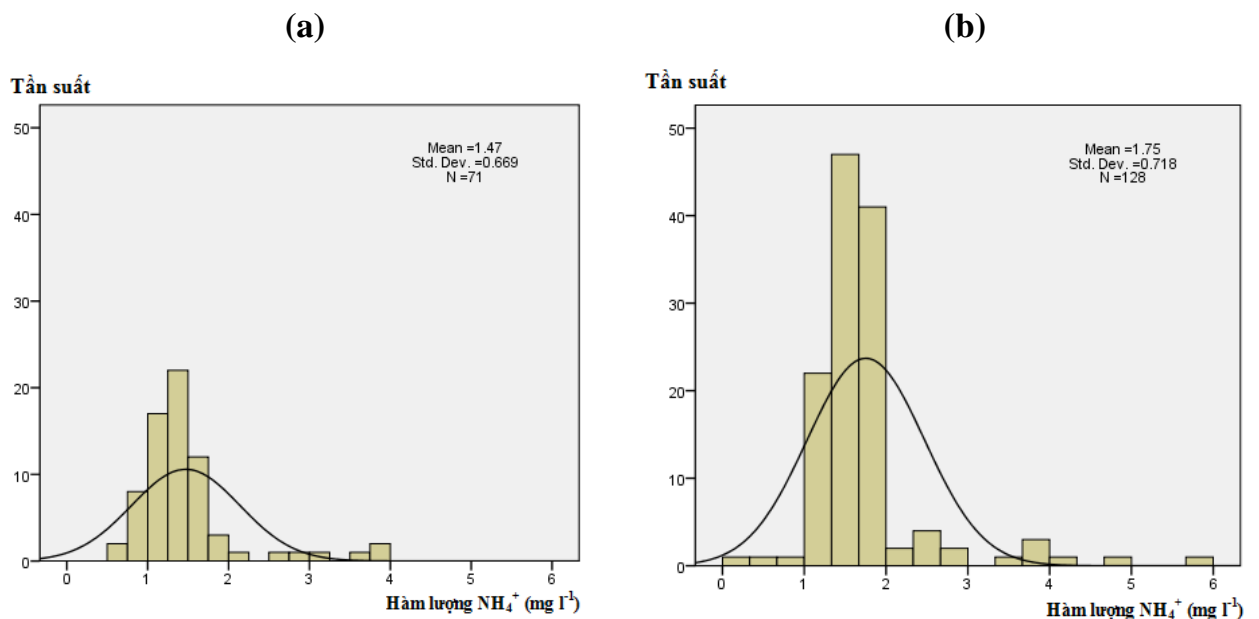 (a)
Tần suất
50
40
30
20
10
0
Mean =1.47
Std. Dev. =0.669
N =71
0 1 2 3 4 5 6
Hàm lượng NH₄⁺ (mg l⁻¹)
(b)
Tần suất
50
40
30
20
10
0
Mean =1.75
Std. Dev. =0.718
N =128
0 1 2 3 4 5 6
Hàm lượng NH₄⁺ (mg l⁻¹)